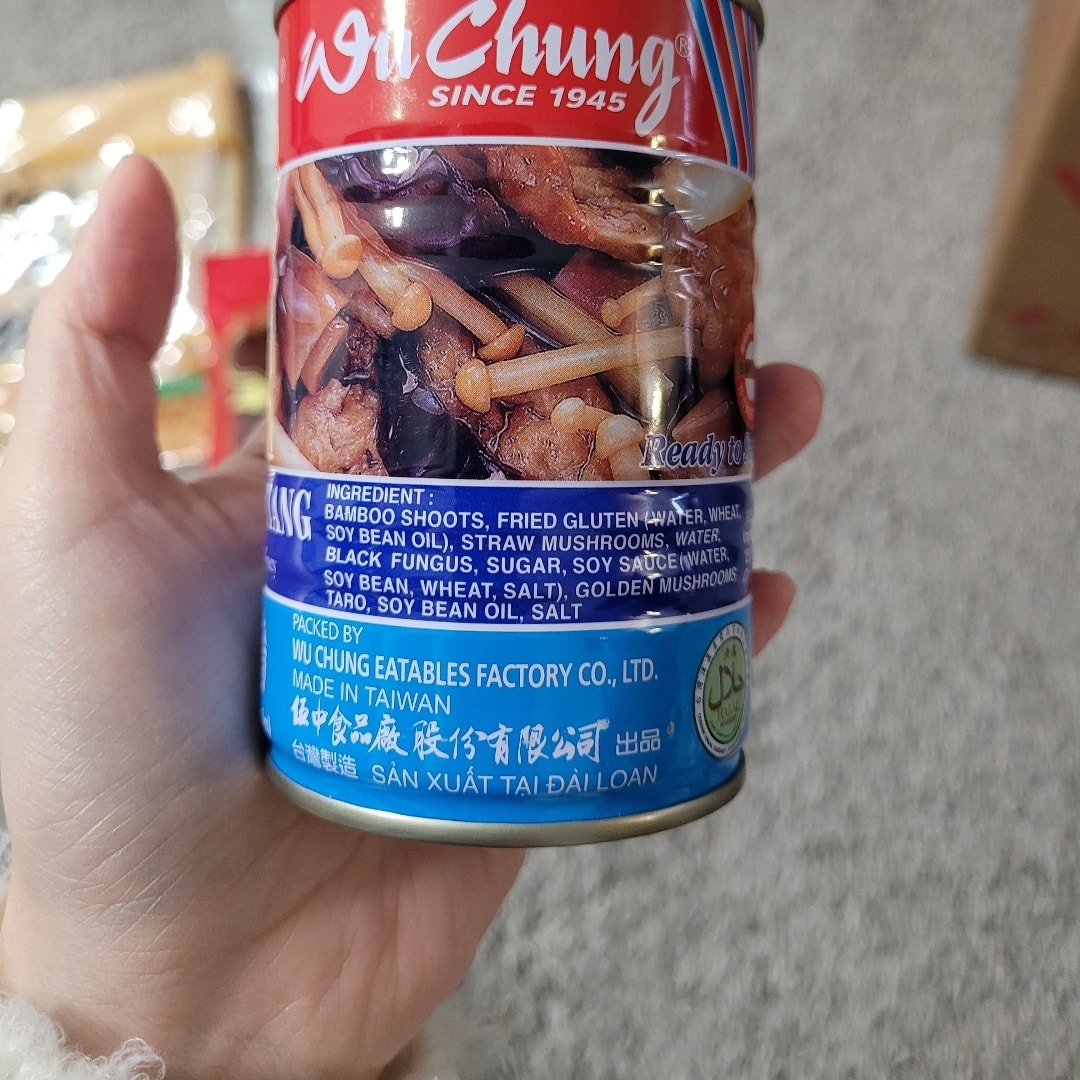 Wu Chung®
SINCE 1945
Ready to
INGREDIENT :
BAMBOO SHOOTS, FRIED GLUTEN (WATER, WHEAT,
SOY BEAN OIL), STRAW MUSHROOMS, WATER,
BLACK FUNGUS, SUGAR, SOY SAUCE (WATER,
SOY BEAN, WHEAT, SALT), GOLDEN MUSHROOMS
TARO, SOY BEAN OIL, SALT
PACKED BY
WU CHUNG EATABLES FACTORY CO., LTD.
MADE IN TAIWAN
伍中食品廠股份有限公司 出品
台灣製造 SẢN XUẤT TẠI ĐÀI LOAN
حلال
HALAL